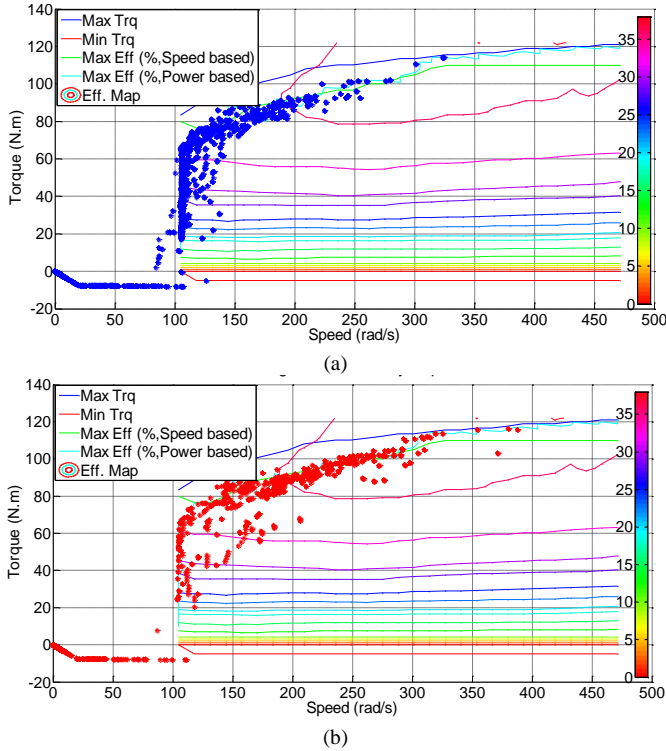 140
120
100
80
60
40
20
0
-20
Torque (N.m)
Max Trq
Min Trq
Max Eff (%,Speed based)
Max Eff (%,Power based)
Eff. Map
0 50 100 150 200 250 300 350 400 450 500
Speed (rad/s)
35
30
25
20
15
10
5
0
(a)
140
120
100
80
60
40
20
0
-20
Torque (N.m)
Max Trq
Min Trq
Max Eff (%,Speed based)
Max Eff (%,Power based)
Eff. Map
0 50 100 150 200 250 300 350 400 450 500
Speed (rad/s)
35
30
25
20
15
10
5
0
(b)